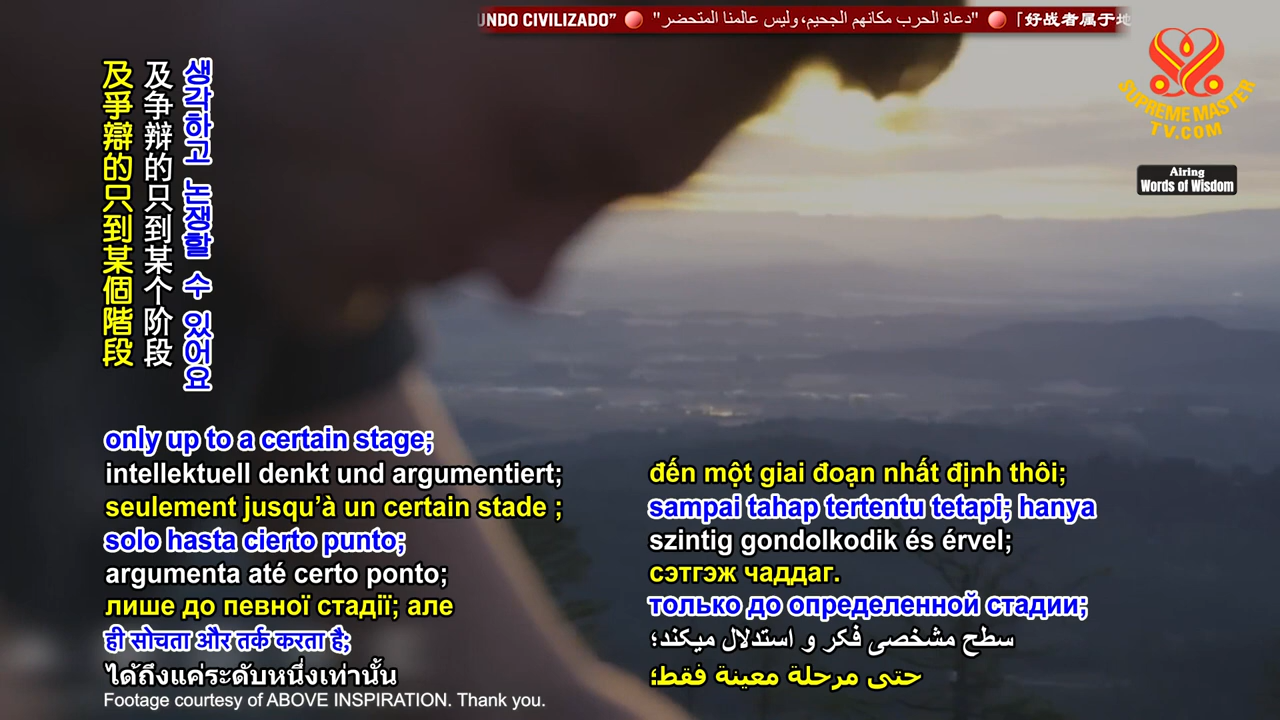 UNDO CIVILIZADO” "دعاة الحرب مكانهم الجحيم، وليس عالمنا المتحضر" 「好战者属于地
SUPREME MASTER
TV.COM
Airing
Words of Wisdom
생각하고 논쟁할 수 있어요
及争辩的只到某个阶段
及爭辯的只到某個階段
only up to a certain stage;
intellektuell denkt und argumentiert;
seulement jusqu’à un certain stade ;
solo hasta cierto punto;
argumenta até certo ponto;
лише до певної стадії; але
ही सोचता और तर्क करता है;
ได้ถึงแค่ระดับหนึ่งเท่านั้น
đến một giai đoạn nhất định thôi;
sampai tahap tertentu tetapi; hanya
szintig gondolkodik és érvel;
сэтгэж чаддаг.
только до определенной стадии;
سطح مشخصی فکر و استدلال میکند؛
حتى مرحلة معينة فقط؛
Footage courtesy of ABOVE INSPIRATION. Thank you.